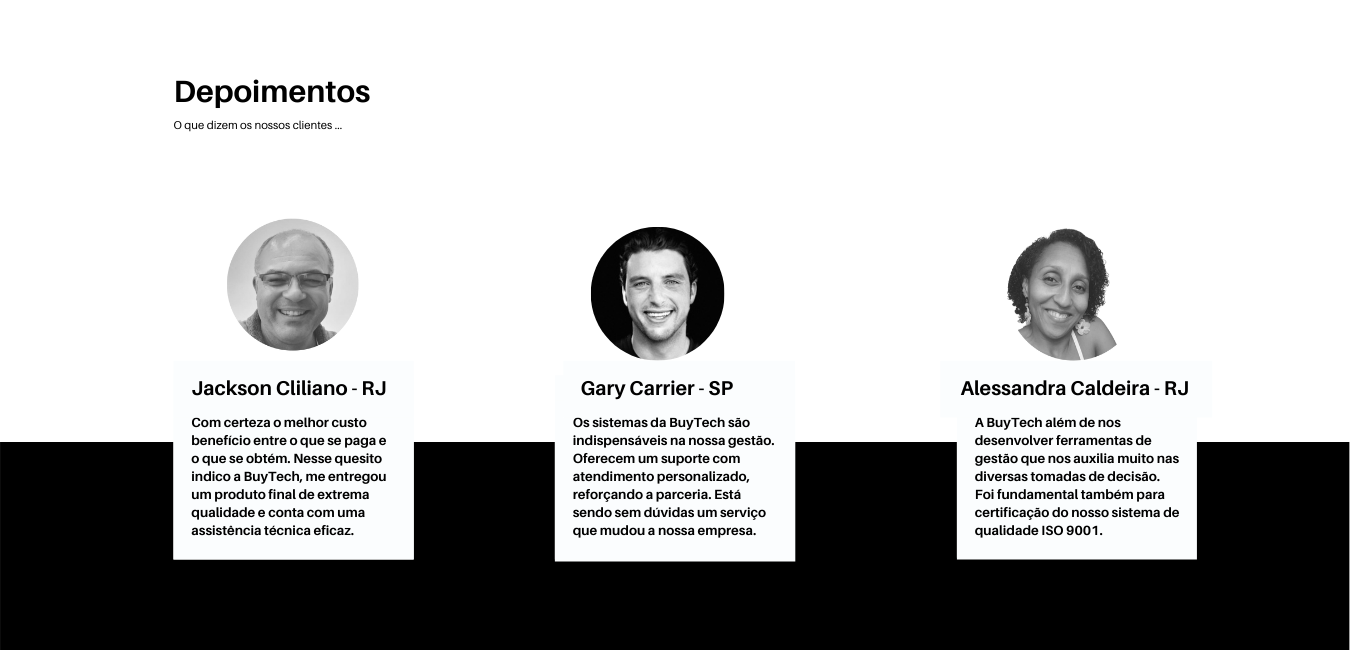 Depoimentos
O que dizem os nossos clientes ...
Jackson Cliliano - RJ
Com certeza o melhor custo
benefício entre o que se paga e
o que se obtém. Nesse quesito
indico a BuyTech, me entregou
um produto final de extrema
qualidade e conta com uma
assistência técnica eficaz.
Gary Carrier - SP
Os sistemas da BuyTech são
indispensáveis na nossa gestão.
Oferecem um suporte com
atendimento personalizado,
reforçando a parceria. Está
sendo sem dúvidas um serviço
que mudou a nossa empresa.
Alessandra Caldeira - RJ
A BuyTech além de nos
desenvolver ferramentas de
gestão que nos auxilia muito nas
diversas tomadas de decisão.
Foi fundamental também para
certificação do nosso sistema de
qualidade ISO 9001.